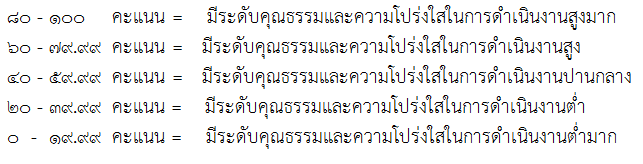 ๘๐ - ๑๐๐ คะแนน = มีระดับคุณธรรมและความโปร่งใสในการดำเนินงานสูงมาก
๖๐ - ๗๙.๙๙ คะแนน = มีระดับคุณธรรมและความโปร่งใสในการดำเนินงานสูง
๔๐ - ๕๙.๙๙ คะแนน = มีระดับคุณธรรมและความโปร่งใสในการดำเนินงานปานกลาง
๒๐ - ๓๙.๙๙ คะแนน = มีระดับคุณธรรมและความโปร่งใสในการดำเนินงานต่ำ
๐ - ๑๙.๙๙ คะแนน = มีระดับคุณธรรมและความโปร่งใสในการดำเนินงานต่ำมาก